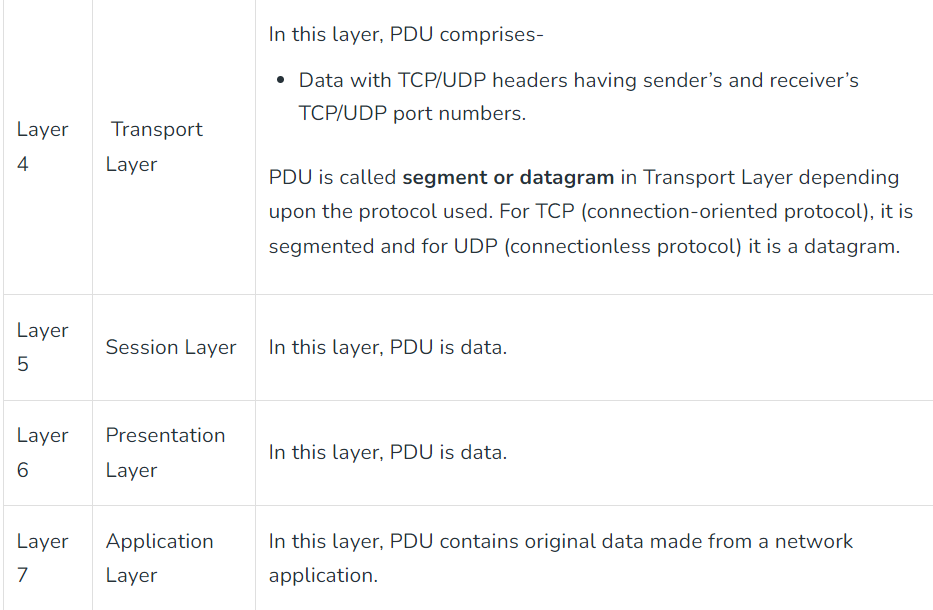 In this layer, PDU comprises-
• Data with TCP/UDP headers having sender’s and receiver’s
TCP/UDP port numbers.
Layer
4
Transport
Layer
PDU is called segment or datagram in Transport Layer depending
upon the protocol used. For TCP (connection-oriented protocol), it is
segmented and for UDP (connectionless protocol) it is a datagram.
Layer
5
Session Layer
In this layer, PDU is data.
Layer
6
Presentation
Layer
In this layer, PDU is data.
Layer
7
Application
Layer
In this layer, PDU contains original data made from a network
application.